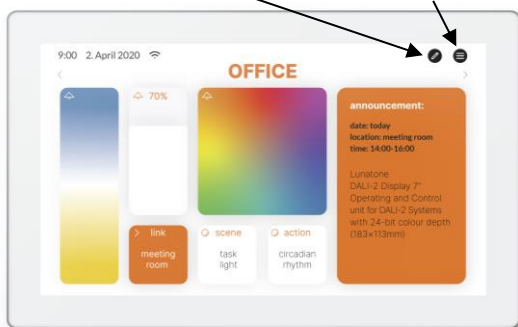 9:00 2. April 2020
OFFICE
70%
announcement:
date: today
location: meeting room
time: 14:00-16:00
Lunatone
DALI-2 Display 7"
Operating and Control
unit for DALI-2 Systems
with 24-bit colour depth
(183x113mm)
link
meeting
room
scene
task
light
action
circadian
rhythm